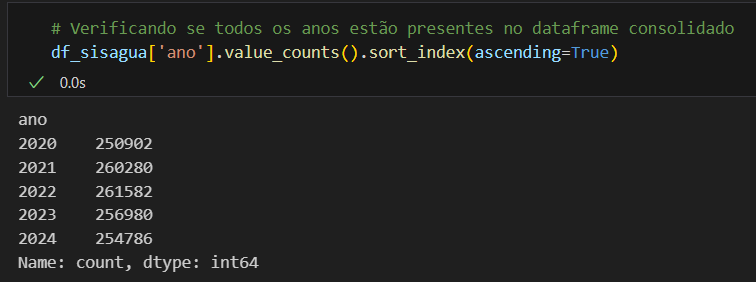 # Verificando se todos os anos estão presentes no dataframe consolidado
df_sisagua['ano'].value_counts().sort_index(ascending=True)
0.0s
ano
2020    250902
2021    260280
2022    261582
2023    256980
2024    254786
Name: count, dtype: int64